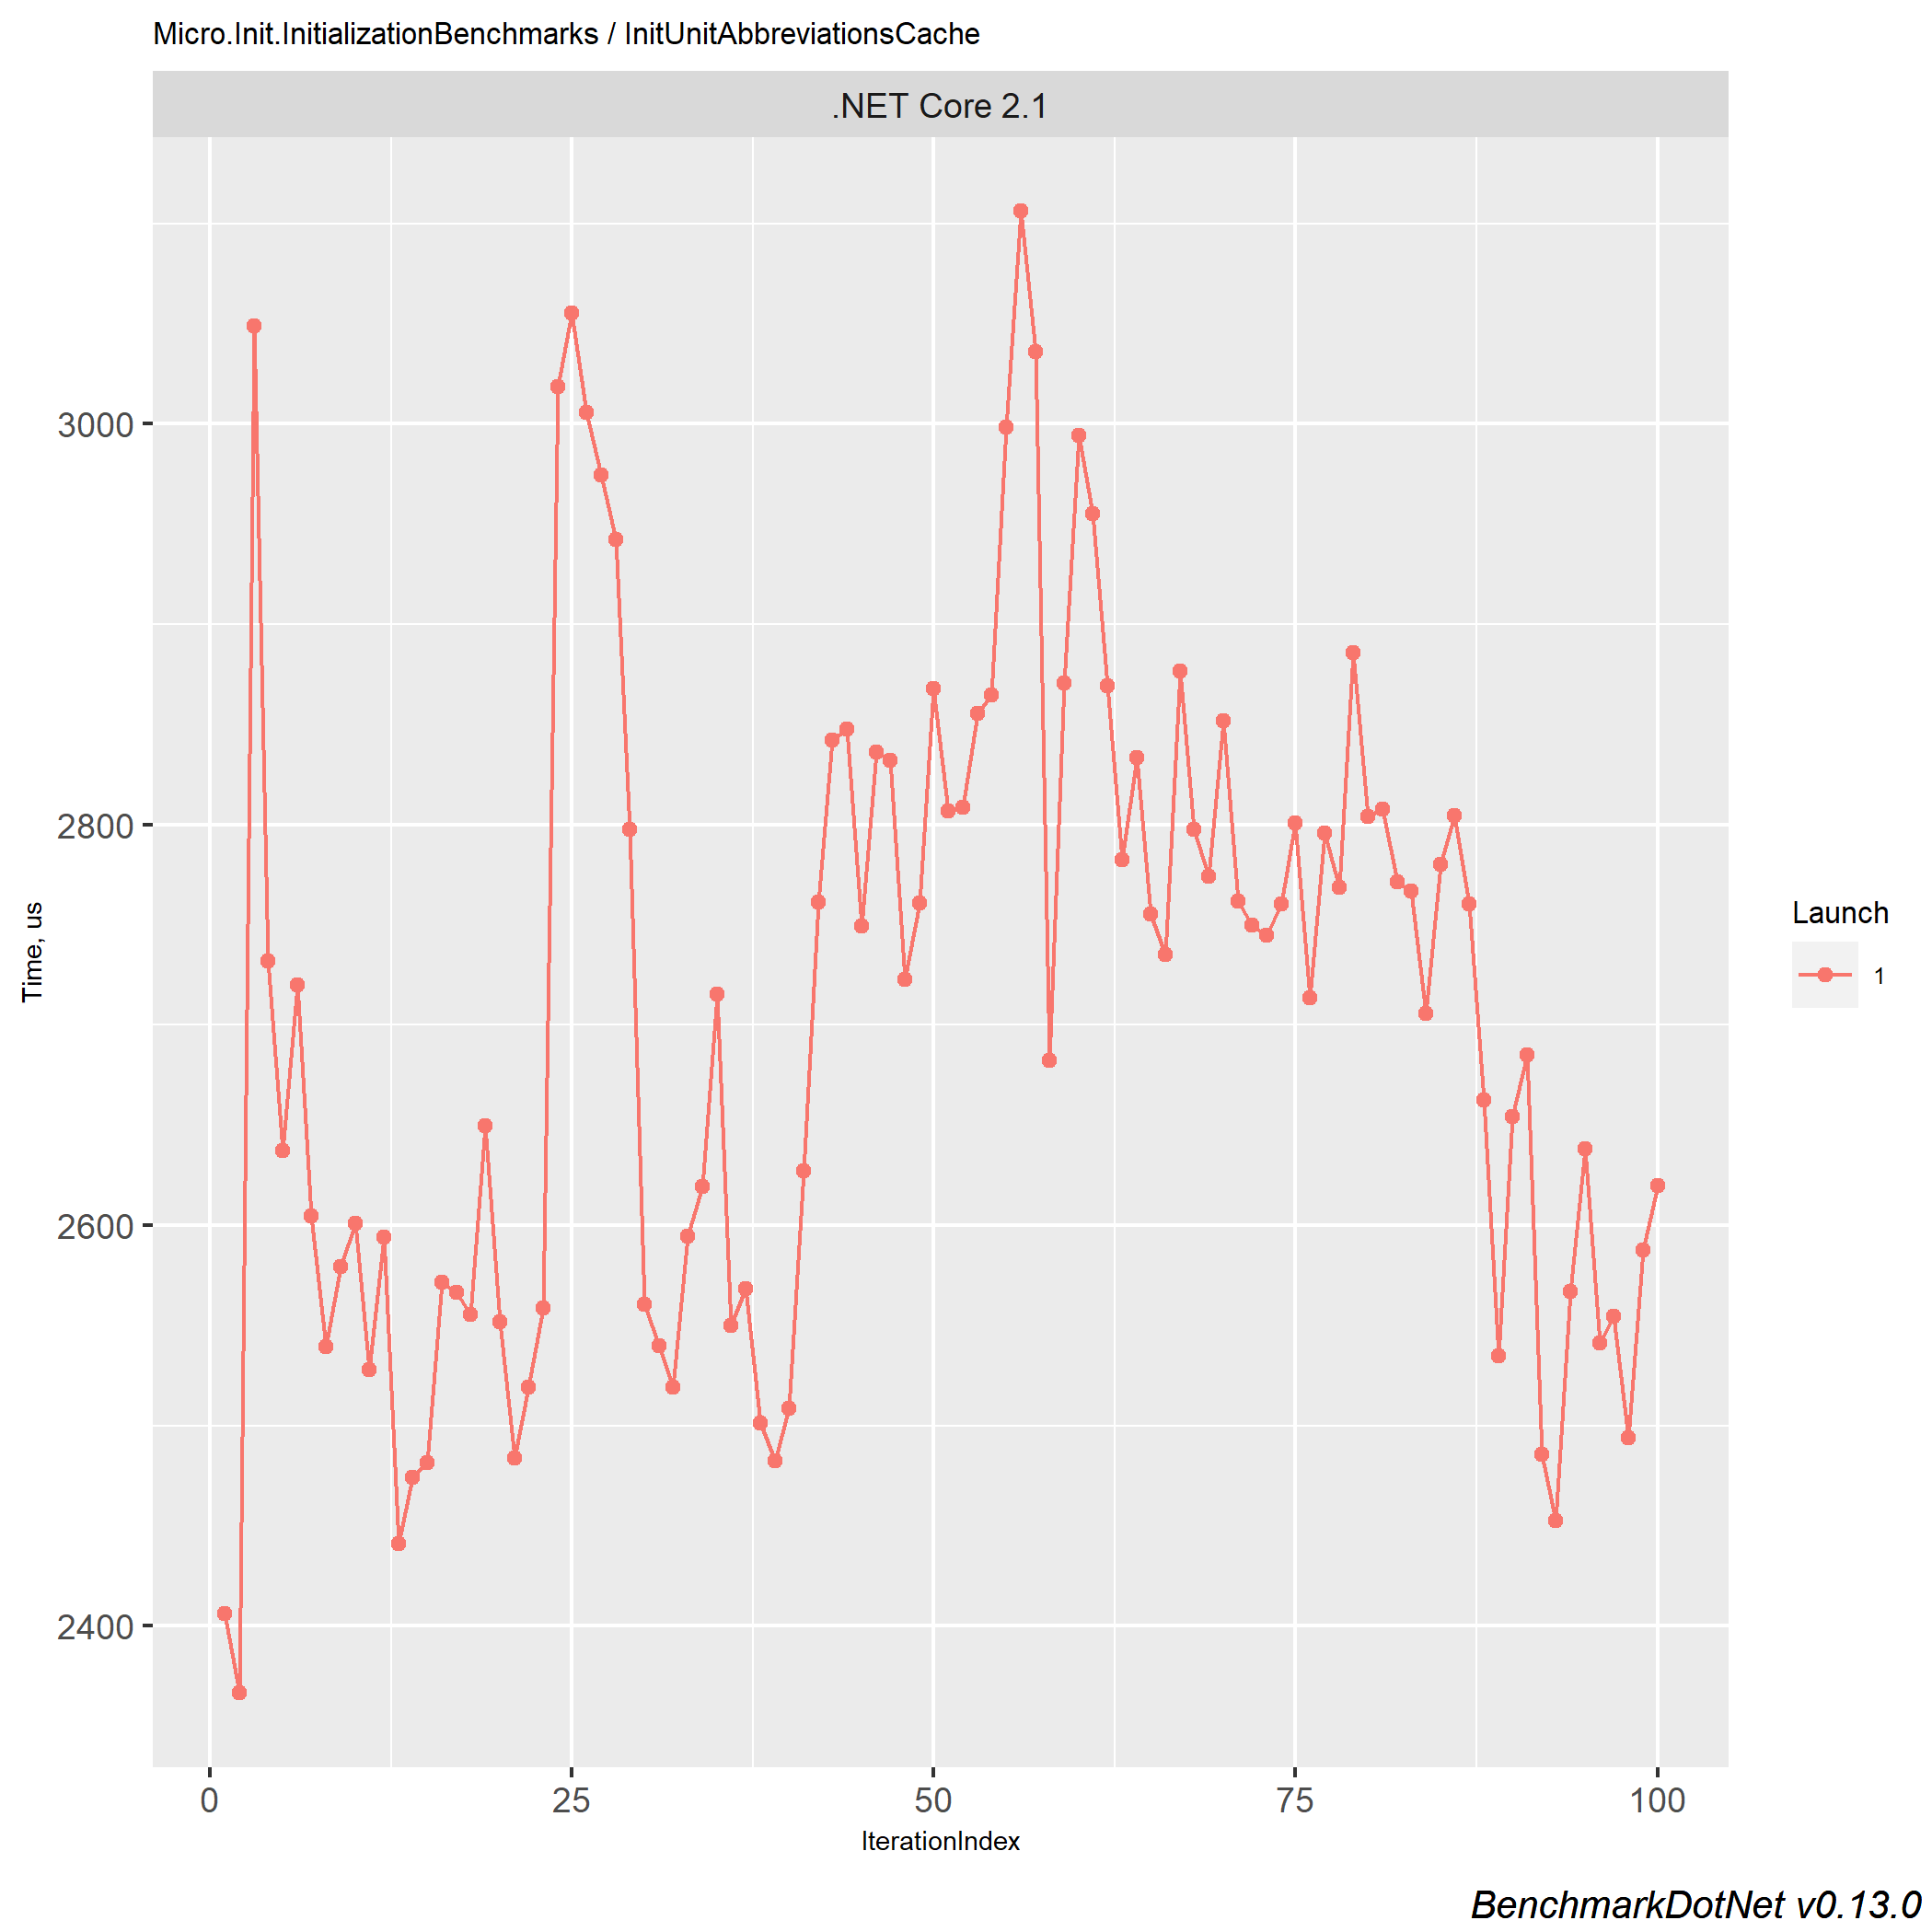 Micro.Init.InitializationBenchmarks / InitUnitAbbreviationsCache
.NET Core 2.1
3000
2800
2600
2400
Time, us
0 25 50 75 100
IterationIndex
Launch
1
BenchmarkDotNet v0.13.0